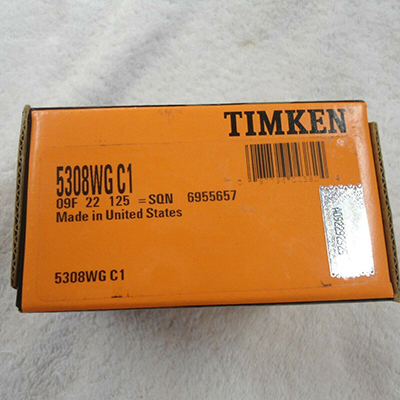 TIMKEN
5308WG C1
09F 22 125 =SQN 6955657
Made in United States
5308WG C1